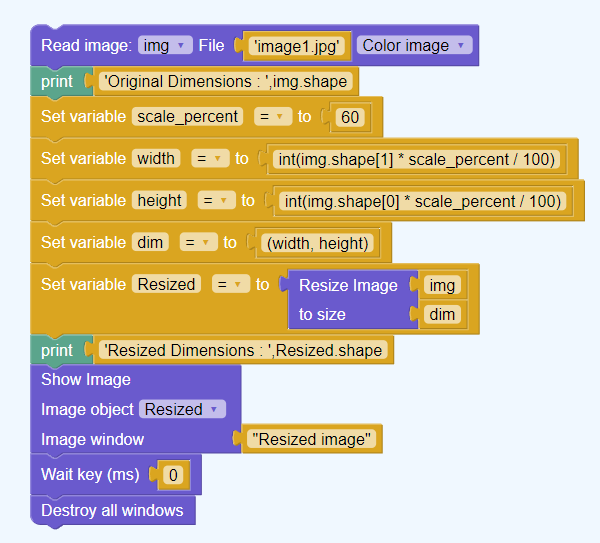 Read image: img File 'image1.jpg' Color image
print 'Original Dimensions : ',img.shape
Set variable scale_percent = to 60
Set variable width = to int(img.shape[1] * scale_percent / 100)
Set variable height = to int(img.shape[0] * scale_percent / 100)
Set variable dim = to (width, height)
Set variable Resized = to Resize Image img
to size dim
print 'Resized Dimensions : ',Resized.shape
Show Image
Image object Resized
Image window "Resized image"
Wait key (ms) 0
Destroy all windows